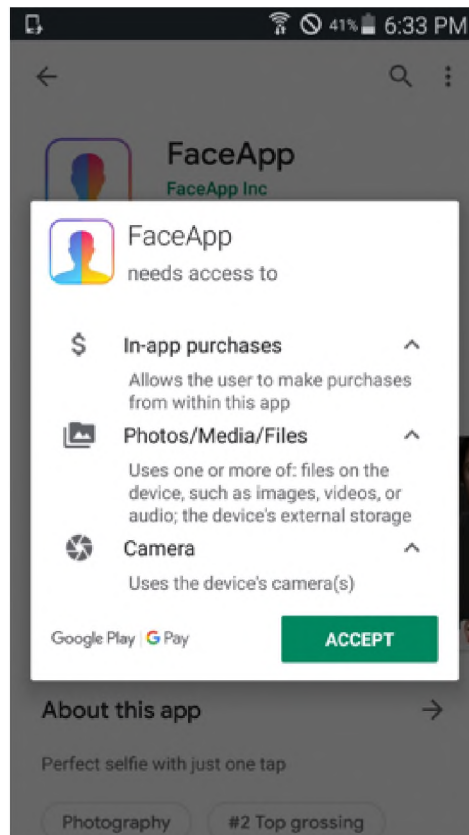 41% 6:33 PM
FaceApp
FaceApp Inc
FaceApp
needs access to
$ In-app purchases
Allows the user to make purchases
from within this app
Photos/Media/Files
Uses one or more of: files on the
device, such as images, videos, or
audio; the device's external storage
Camera
Uses the device's camera(s)
Google Play | G Pay
ACCEPT
About this app
Perfect selfie with just one tap
Photography
#2 Top grossing